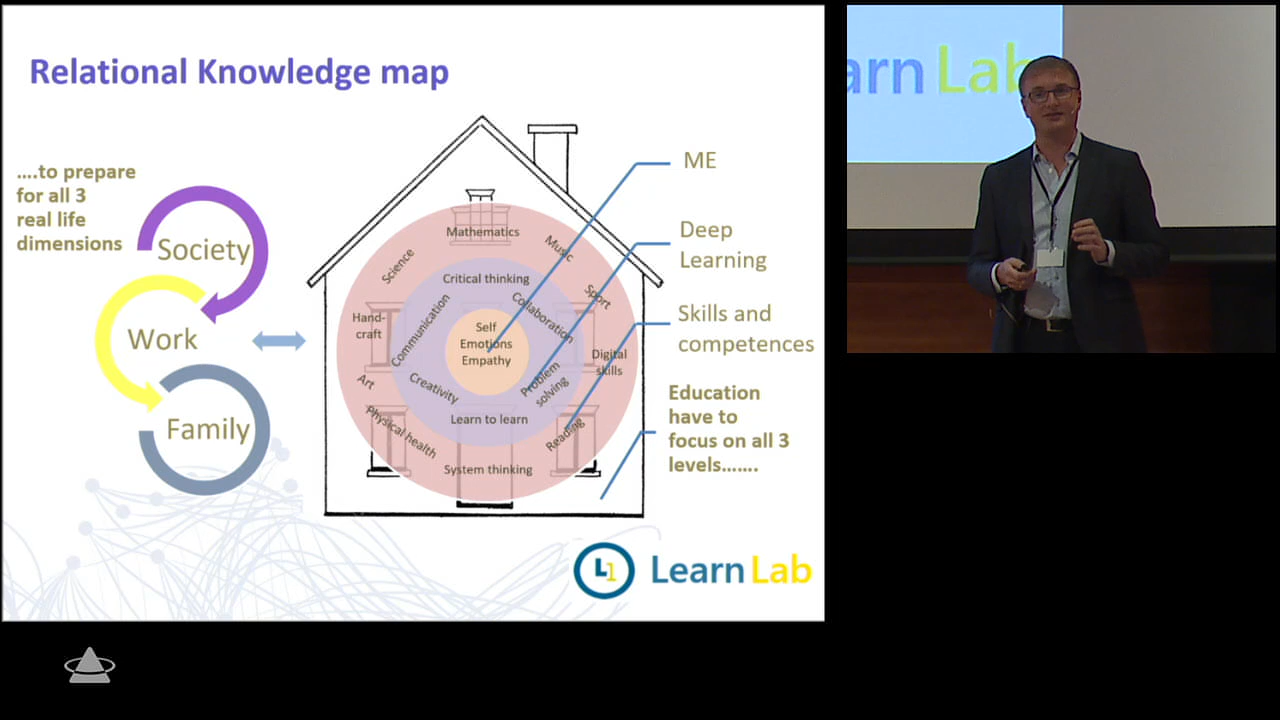 Relational Knowledge map
….to prepare
for all 3
real life
dimensions
Society
Work
Family
Mathematics
Science
Music
Sport
Hand-
craft
Digital
skills
Art
Physical health
Reading
System thinking
Critical thinking
Communication
Collaboration
Creativity
Problem
solving
Learn to learn
Self
Emotions
Empathy
ME
Deep
Learning
Skills and
competences
Education
have to
focus on all 3
levels…….
L1 LearnLab
arn Lab